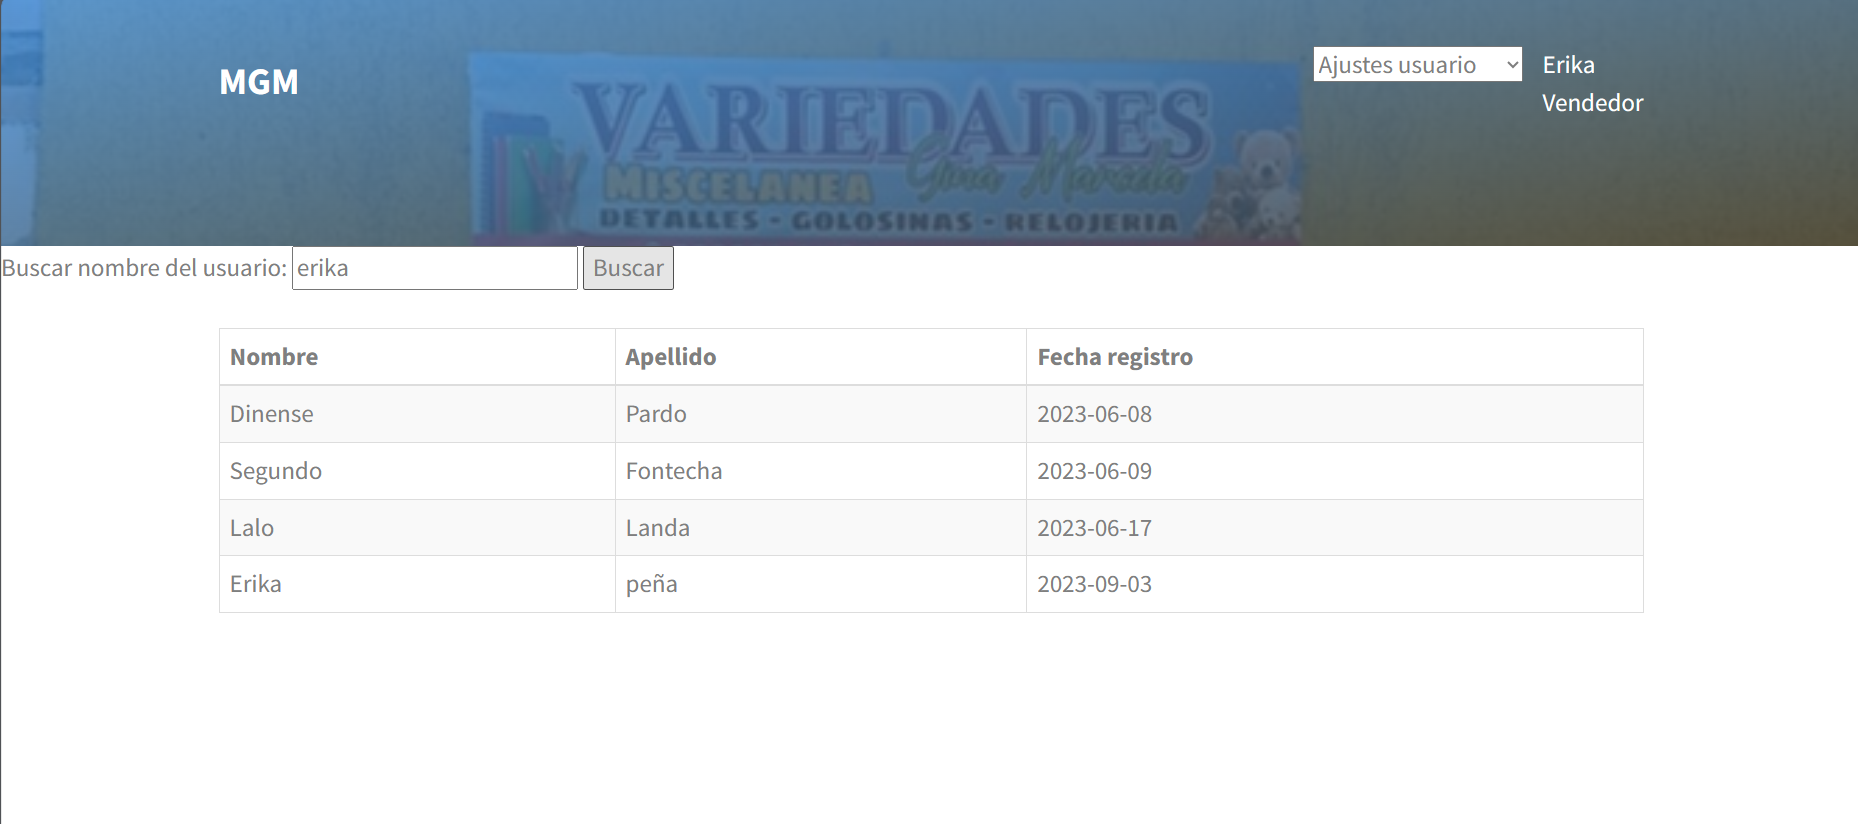 MGM
Ajustes usuario
Erika
Vendedor
VARIEDADES
Gina Marcela
MISCELANEA
DETALLES - GOLOSINAS - RELOJERIA
Buscar nombre del usuario: erika Buscar
Nombre Apellido Fecha registro
Dinense Pardo 2023-06-08
Segundo Fontecha 2023-06-09
Lalo Landa 2023-06-17
Erika peña 2023-09-03